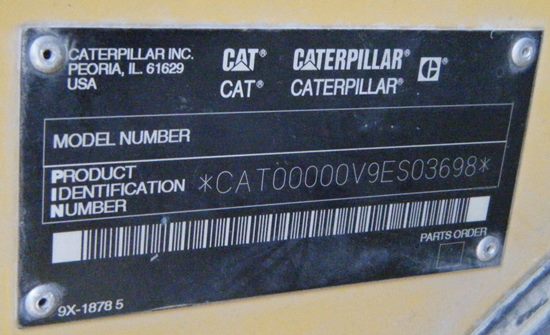 CATERPILLAR INC.
PEORIA, IL. 61629
USA
CAT® CATERPILLAR® C®
CAT® CATERPILLAR®
MODEL NUMBER
PRODUCT
IDENTIFICATION
NUMBER
*CAT00000V9ES03698*
PARTS ORDER
9X-1878 5